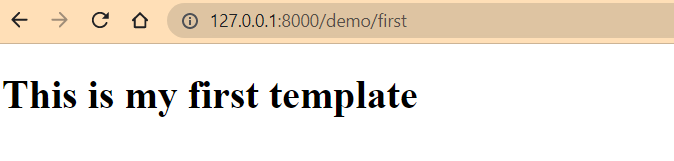 127.0.0.1:8000/demo/first
This is my first template